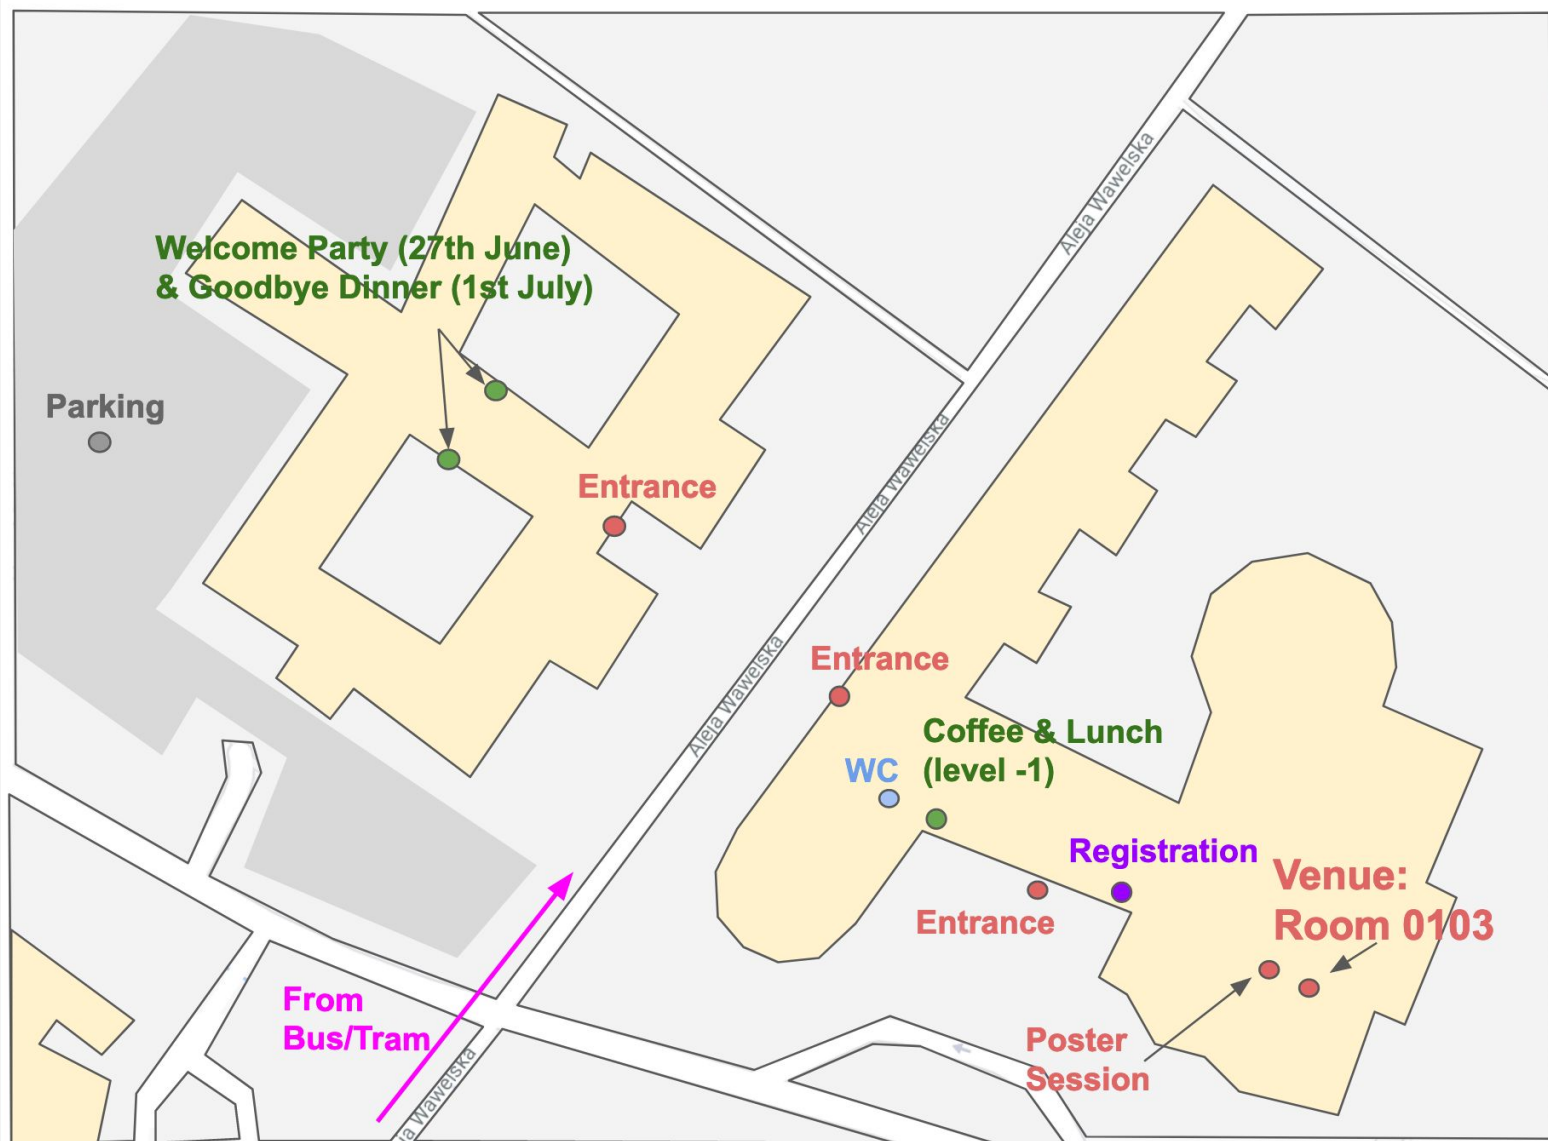 Aleja Wawelska
Welcome Party (27th June)
& Goodbye Dinner (1st July)
Parking
Aleja Wawelska
Entrance
Entrance
Aleja Wawelska
Coffee & Lunch
(level -1)
WC
Registration
Venue:
Room 0103
Entrance
From
Bus/Tram
Poster
Session
a Wawelska